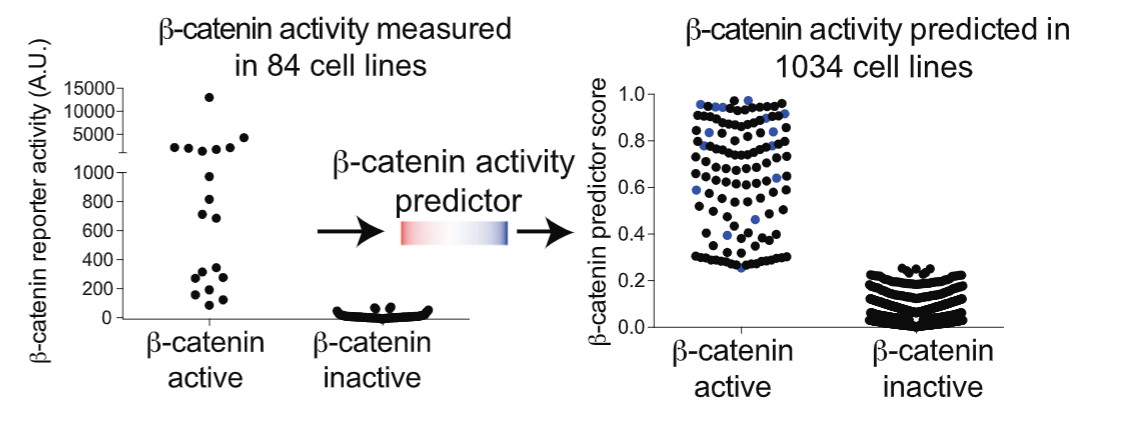 β-catenin activity measured
in 84 cell lines
β-catenin reporter activity (A.U.)
15000
10000
5000
1000
800
600
400
200
0
β-catenin
active
β-catenin
inactive
β-catenin activity
predictor
β-catenin activity predicted in
1034 cell lines
β-catenin predictor score
1.0
0.8
0.6
0.4
0.2
0.0
β-catenin
active
β-catenin
inactive